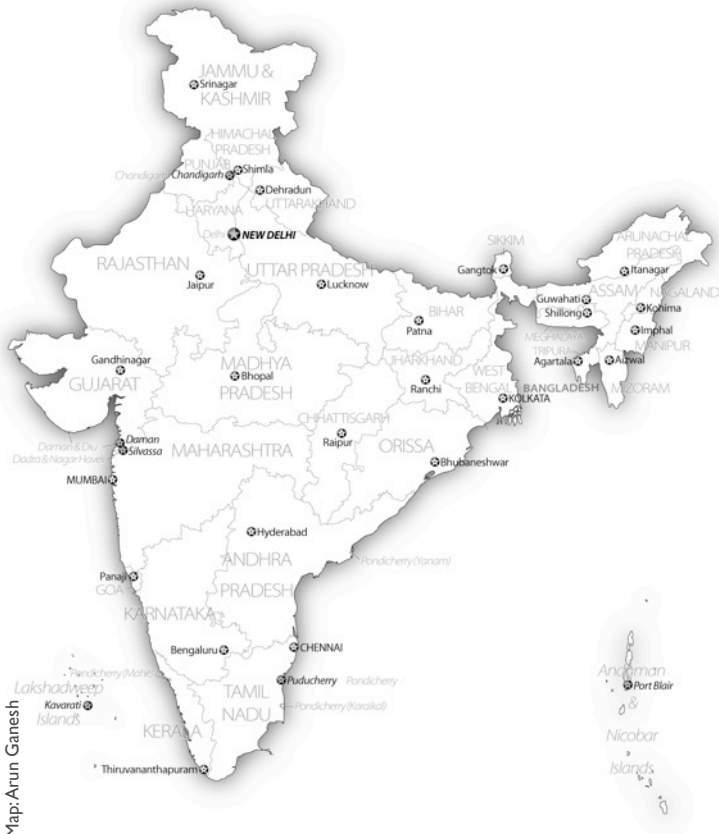 JAMMU &
KASHMIR
Srinagar
HIMACHAL
PRADESH
PUNJAB
Shimla
Chandigarh
Chandigarh
Dehradun
UTTARAKHAND
HARYANA
Delhi
NEW DELHI
RAJASTHAN
Jaipur
UTTAR PRADESH
Lucknow
SIKKIM
Gangtok
ARUNACHAL
PRADESH
Itanagar
ASSAM
NAGALAND
Guwahati
Shillong
Kohima
MEGHALAYA
Imphal
MANIPUR
TRIPURA
Agartala
Aizwal
MIZORAM
BANGLADESH
BIHAR
Patna
JHARKHAND
Ranchi
WEST
BENGAL
KOLKATA
Gandhinagar
GUJARAT
MADHYA
PRADESH
Bhopal
CHHATTISGARH
Raipur
ORISSA
Bhubaneshwar
Daman & Diu
Daman
Dadra & Nagar Haveli
Silvassa
MAHARASHTRA
MUMBAI
Hyderabad
ANDHRA
PRADESH
Pondicherry (Yanam)
Panaji
GOA
KARNATAKA
Bengaluru
CHENNAI
Pondicherry (Mahe)
Puducherry
Pondicherry
TAMIL
NADU
Pondicherry (Karaikal)
Lakshadweep
Kavarati
Islands
KERALA
Thiruvananthapuram
Andaman
Port Blair
&
Nicobar
Islands
Map: Arun Ganesh